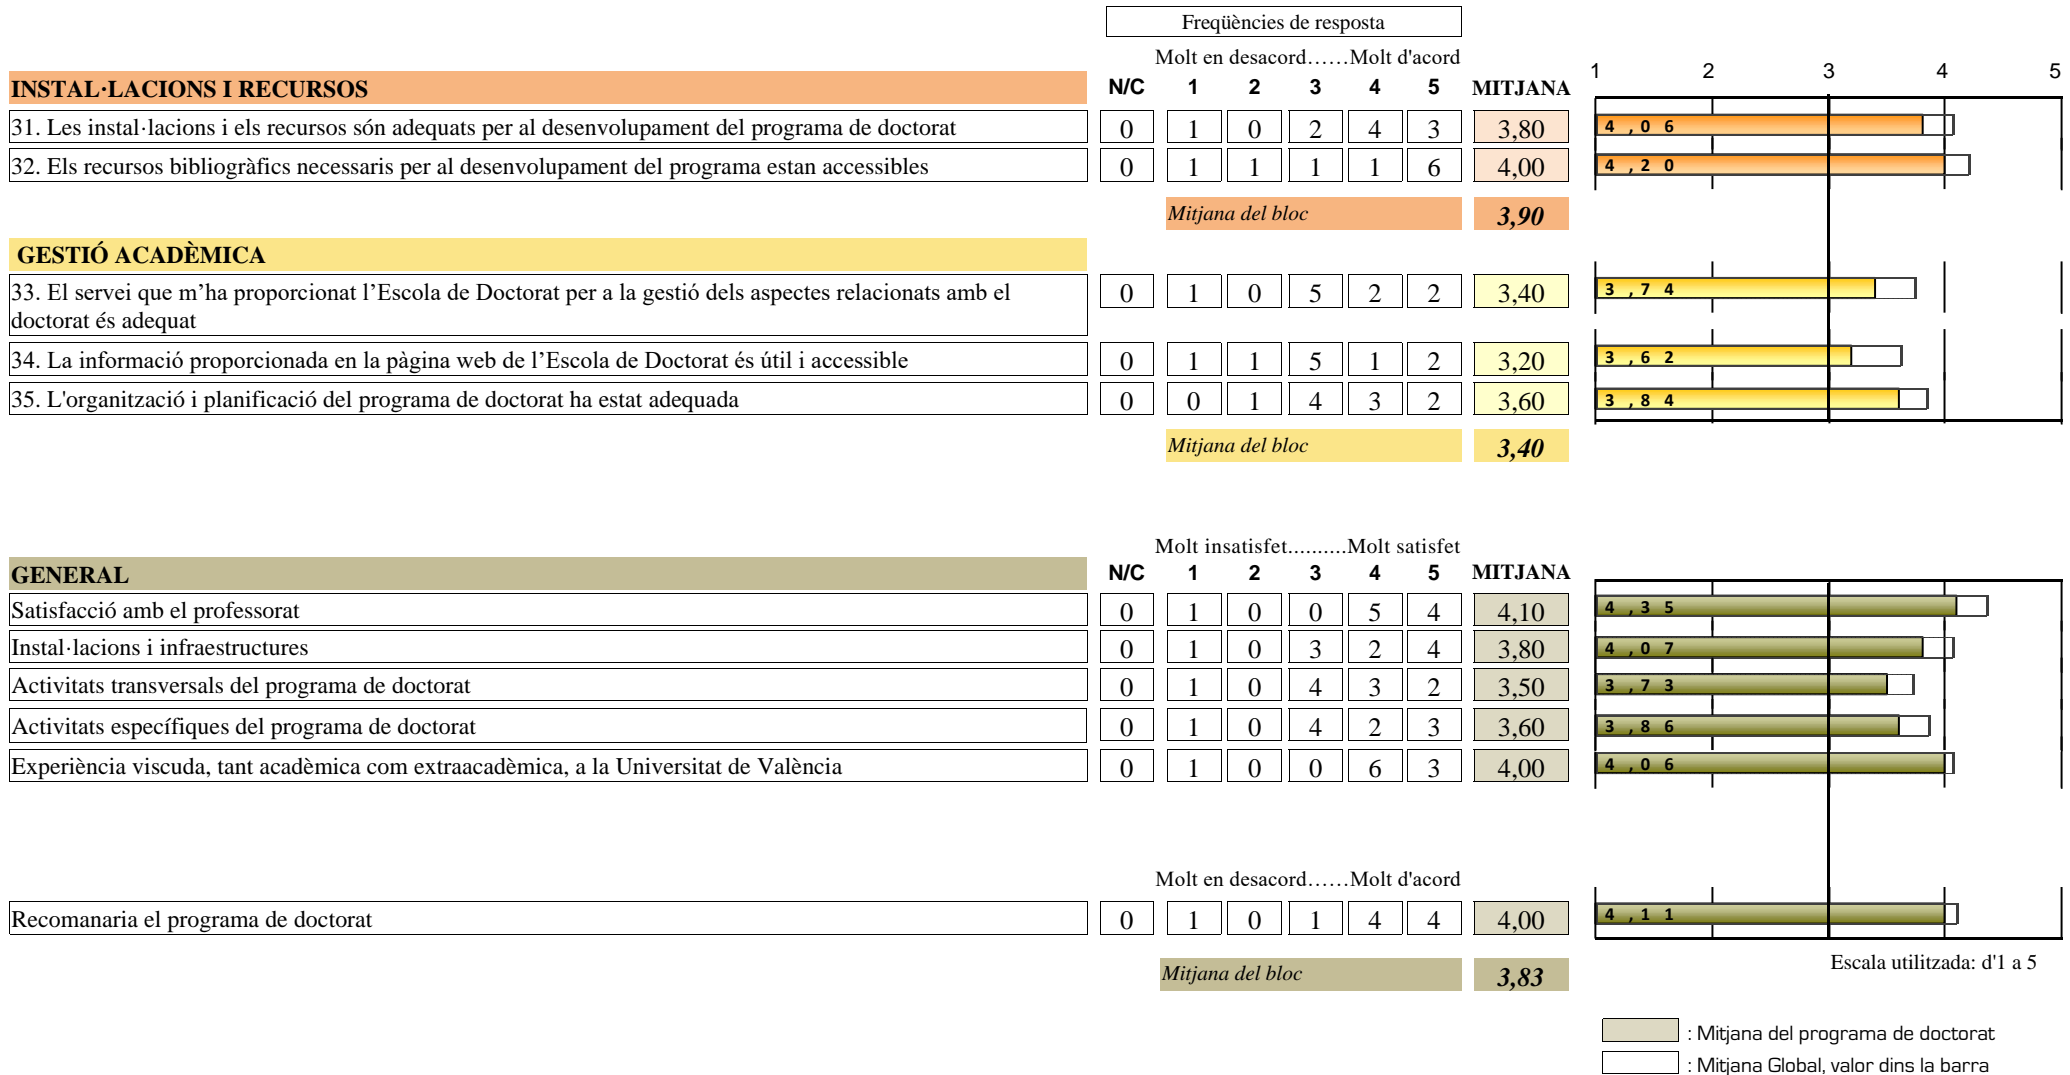 Freqüències de resposta
Molt en desacord……Molt d'acord
INSTAL·LACIONS I RECURSOS N/C 1 2 3 4 5 MITJANA 1 2 3 4 5
31. Les instal·lacions i els recursos són adequats per al desenvolupament del programa de doctorat 0 1 0 2 4 3 3,80 4,06
32. Els recursos bibliogràfics necessaris per al desenvolupament del programa estan accessibles 0 1 1 1 1 6 4,00 4,20
Mitjana del bloc 3,90
GESTIÓ ACADÈMICA
33. El servei que m’ha proporcionat l’Escola de Doctorat per a la gestió dels aspectes relacionats amb el
doctorat és adequat 0 1 0 5 2 2 3,40 3,74
34. La informació proporcionada en la pàgina web de l’Escola de Doctorat és útil i accessible 0 1 1 5 1 2 3,20 3,62
35. L'organització i planificació del programa de doctorat ha estat adequada 0 0 1 4 3 2 3,60 3,84
Mitjana del bloc 3,40
Molt insatisfet..........Molt satisfet
GENERAL N/C 1 2 3 4 5 MITJANA
Satisfacció amb el professorat 0 1 0 0 5 4 4,10 4,35
Instal·lacions i infraestructures 0 1 0 3 2 4 3,80 4,07
Activitats transversals del programa de doctorat 0 1 0 4 3 2 3,50 3,73
Activitats específiques del programa de doctorat 0 1 0 4 2 3 3,60 3,86
Experiència viscuda, tant acadèmica com extraacadèmica, a la Universitat de València 0 1 0 0 6 3 4,00 4,06
Molt en desacord……Molt d'acord
Recomanaria el programa de doctorat 0 1 0 1 4 4 4,00 4,11
Mitjana del bloc 3,83
Escala utilitzada: d'1 a 5
: Mitjana del programa de doctorat
: Mitjana Global, valor dins la barra